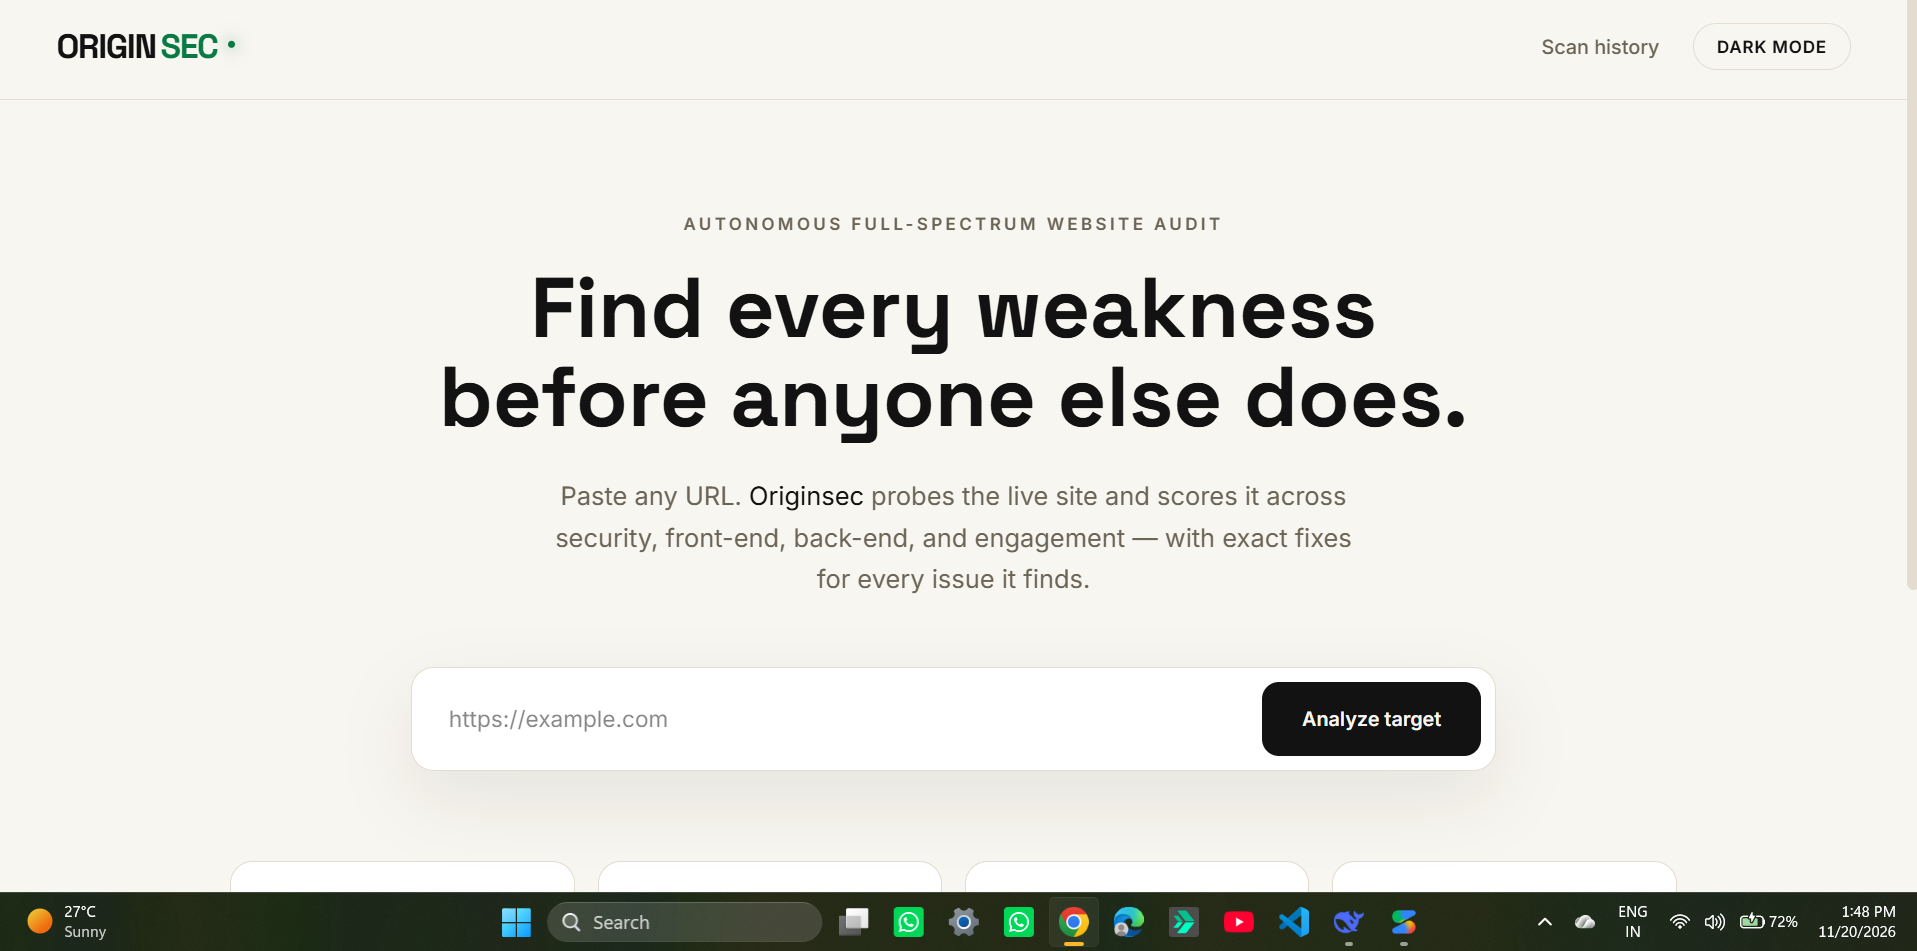 ORIGIN SEC
Scan history
DARK MODE
AUTONOMOUS FULL-SPECTRUM WEBSITE AUDIT
Find every weakness
before anyone else does.
Paste any URL. Originsec probes the live site and scores it across
security, front-end, back-end, and engagement — with exact fixes
for every issue it finds.
https://example.com
Analyze target
27°C
Sunny
Search
ENG
IN
72%
1:48 PM
11/20/2026